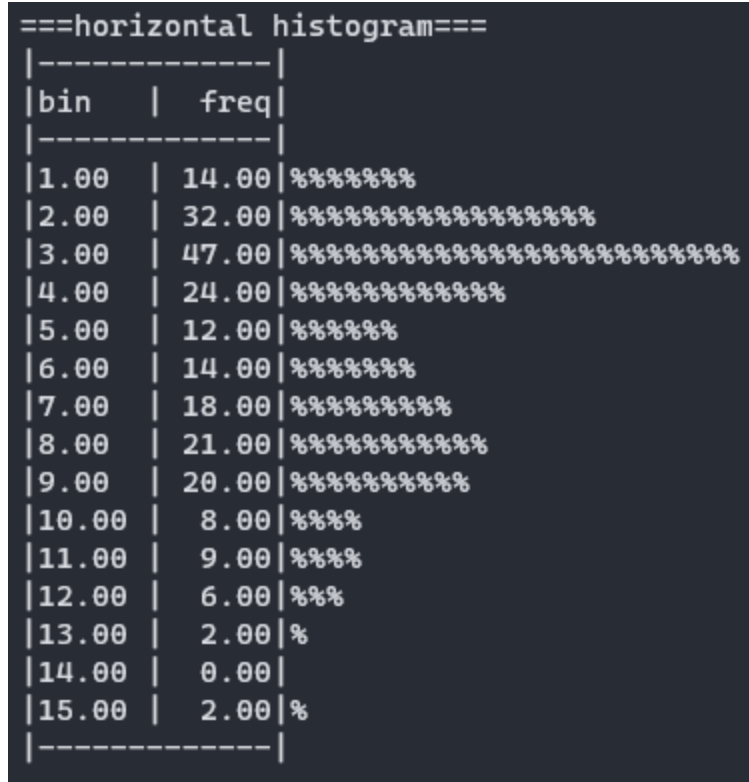 ===horizontal histogram===
|-------------|
|bin   |  freq|
|-------------|
|1.00  | 14.00|%%%%%%%
|2.00  | 32.00|%%%%%%%%%%%%%%%%%
|3.00  | 47.00|%%%%%%%%%%%%%%%%%%%%%%%%%
|4.00  | 24.00|%%%%%%%%%%%%
|5.00  | 12.00|%%%%%%
|6.00  | 14.00|%%%%%%%
|7.00  | 18.00|%%%%%%%%%
|8.00  | 21.00|%%%%%%%%%%%
|9.00  | 20.00|%%%%%%%%%%
|10.00 |  8.00|%%%%
|11.00 |  9.00|%%%%
|12.00 |  6.00|%%%
|13.00 |  2.00|%
|14.00 |  0.00|
|15.00 |  2.00|%
|-------------|